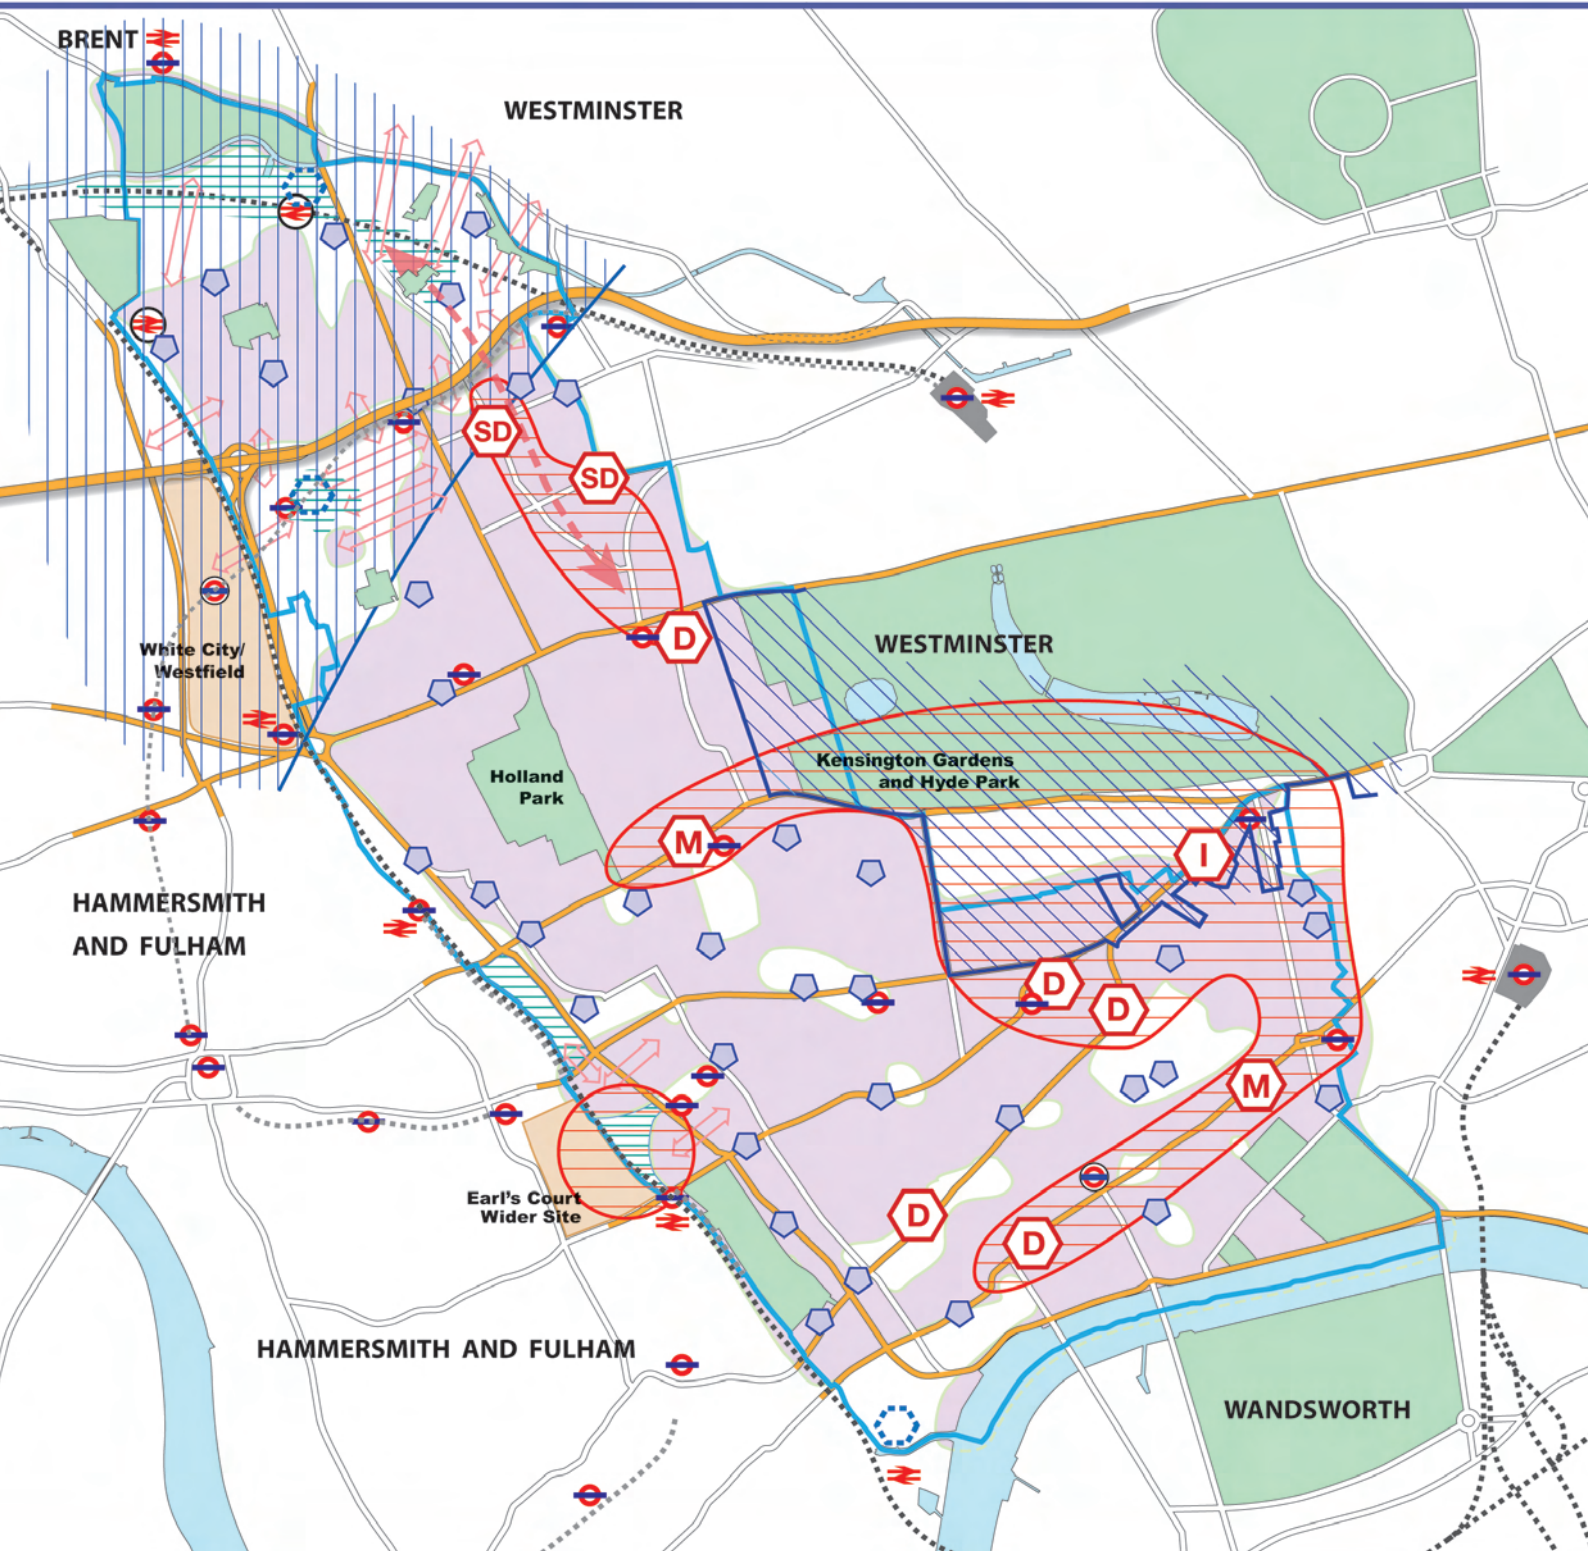 BRENT
WESTMINSTER
SD
SD
D
WESTMINSTER
White City/
Westfield
Kensington Gardens
and Hyde Park
Holland
Park
M
I
HAMMERSMITH
AND FULHAM
D
D
M
Earl's Court
Wider Site
D
D
HAMMERSMITH AND FULHAM
WANDSWORTH